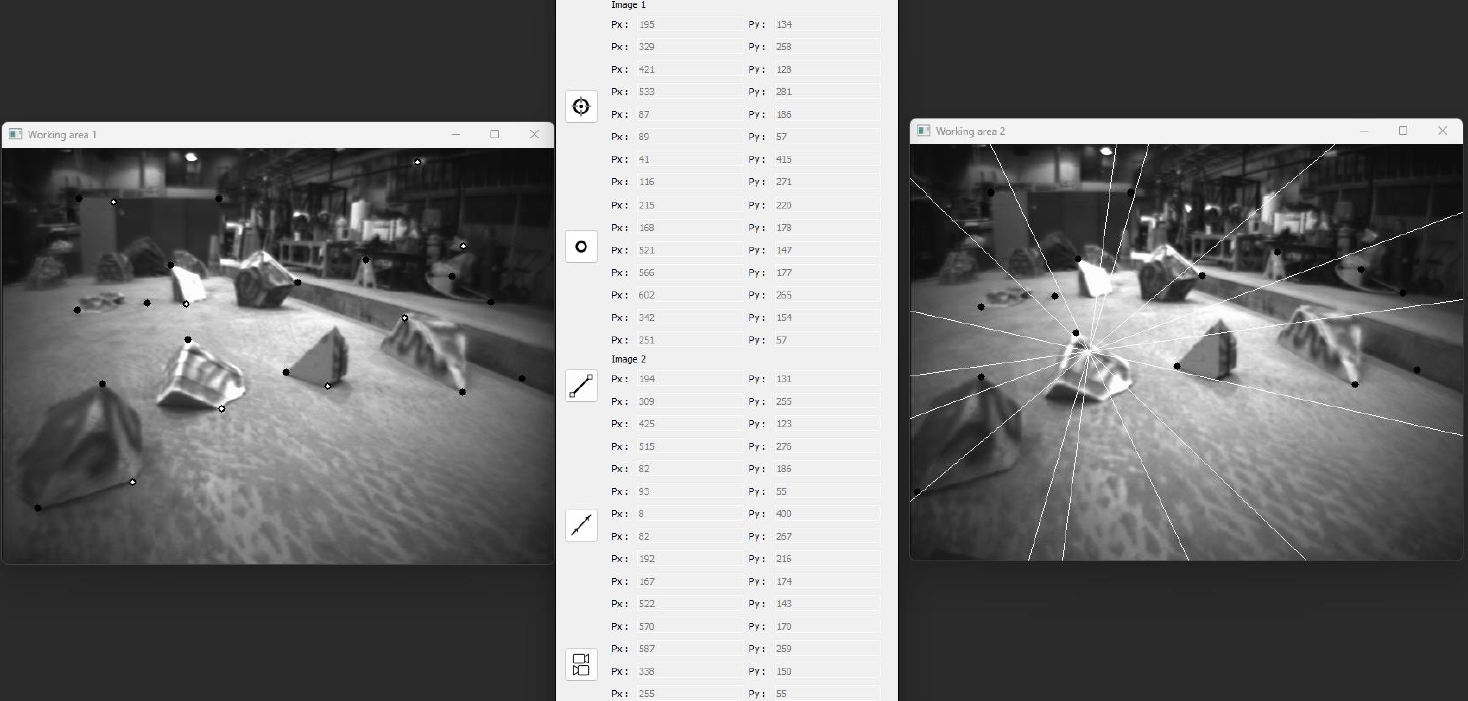 Working area 1
Image 1
Px: 195 Py: 134
Px: 329 Py: 258
Px: 421 Py: 128
Px: 533 Py: 281
Px: 87 Py: 186
Px: 89 Py: 57
Px: 41 Py: 415
Px: 116 Py: 271
Px: 215 Py: 220
Px: 168 Py: 178
Px: 521 Py: 147
Px: 566 Py: 177
Px: 602 Py: 265
Px: 342 Py: 154
Px: 251 Py: 57
Image 2
Px: 194 Py: 131
Px: 309 Py: 255
Px: 425 Py: 123
Px: 515 Py: 276
Px: 82 Py: 186
Px: 93 Py: 55
Px: 8 Py: 400
Px: 82 Py: 267
Px: 192 Py: 216
Px: 167 Py: 174
Px: 522 Py: 143
Px: 570 Py: 170
Px: 587 Py: 259
Px: 338 Py: 150
Px: 255 Py: 55
Working area 2